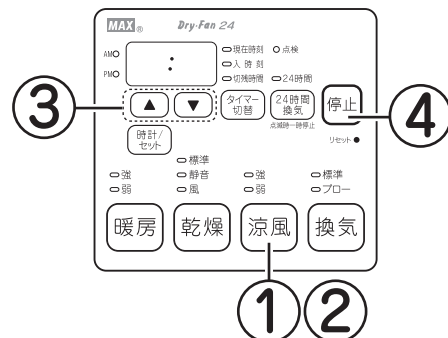 MAX® Dry・Fan 24
AM
PM
:
現在時刻 点検
入時刻
切残時間 24時間
③
▲ ▼
タイマー
切替
24時間
換気
停止
④
点滅時一時停止
時計/
セット
リセット
強
弱
標準
静音
風
強
弱
標準
ブロー
暖房 乾燥 涼風 換気
① ②